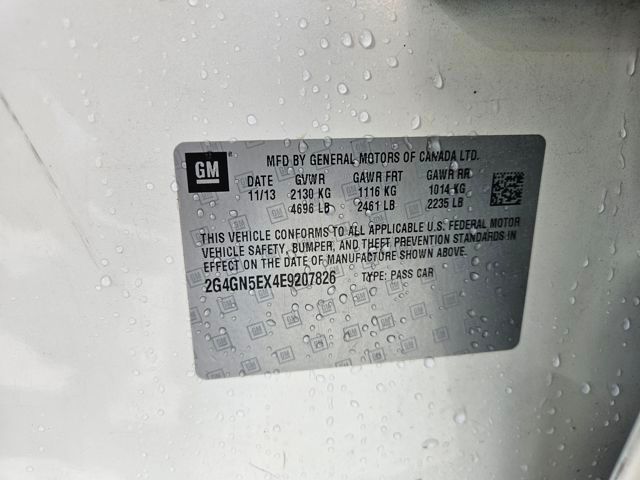 GM
MFD BY GENERAL MOTORS OF CANADA LTD.
DATE GVWR GAWR FRT GAWR RR
11/13 2130 KG 1116 KG 1014 KG
4696 LB 2461 LB 2235 LB
THIS VEHICLE CONFORMS TO ALL APPLICABLE U.S. FEDERAL MOTOR
VEHICLE SAFETY, BUMPER, AND THEFT PREVENTION STANDARDS IN
EFFECT ON THE DATE OF MANUFACTURE SHOWN ABOVE.
2G4GN5EX4E9207826 TYPE: PASS CAR